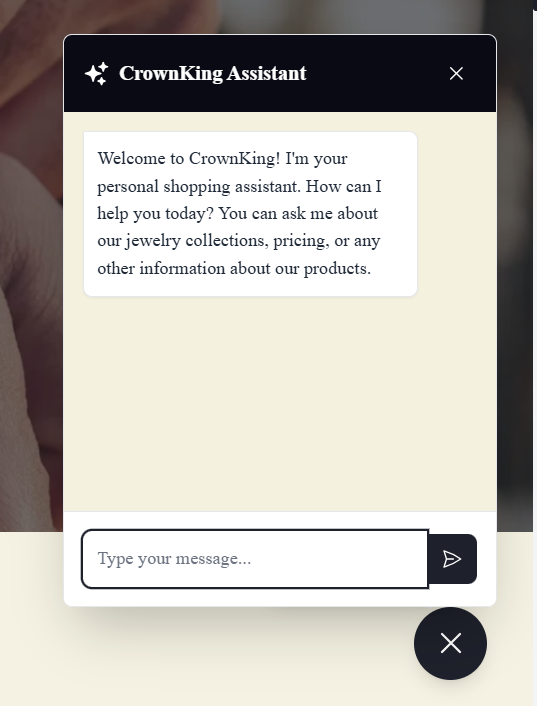 CrownKing Assistant
Welcome to CrownKing! I'm your
personal shopping assistant. How can I
help you today? You can ask me about
our jewelry collections, pricing, or any
other information about our products.
Type your message...